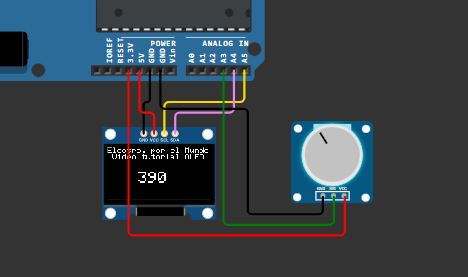 POWER
ANALOG IN
IOREF
RESET
3.3V
5V
GND
GND
Vin
A0
A1
A2
A3
A4
A5
GND VCC SCL SDA
Elcomo. por el Mundo
Video tutorial OLED
390
GND SIG VCC